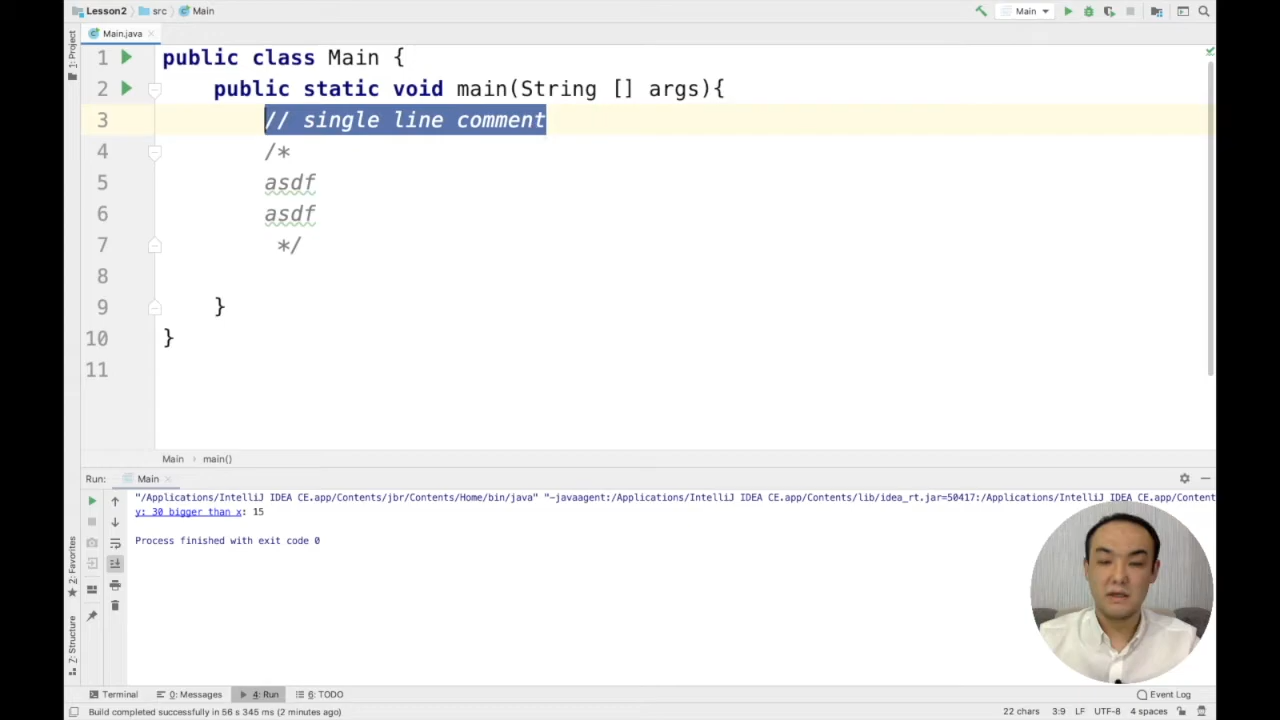 Lesson2 src Main
Main
1: Project
Main.java
1 public class Main {
2 public static void main(String [] args){
3 // single line comment
4 /*
5 asdf
6 asdf
7 */
8
9 }
10 }
11
Main main()
Run: Main
"/Applications/IntelliJ IDEA CE.app/Contents/jbr/Contents/Home/bin/java" "-javaagent:/Applications/IntelliJ IDEA CE.app/Contents/lib/idea_rt.jar=50417:/Applications/IntelliJ IDEA CE.app/Content
y: 30 bigger than x: 15
Process finished with exit code 0
2: Favorites
Z: Structure
Terminal 0: Messages 4: Run 6: TODO Event Log
Build completed successfully in 56 s 345 ms (2 minutes ago) 22 chars 3:9 LF UTF-8 4 spaces